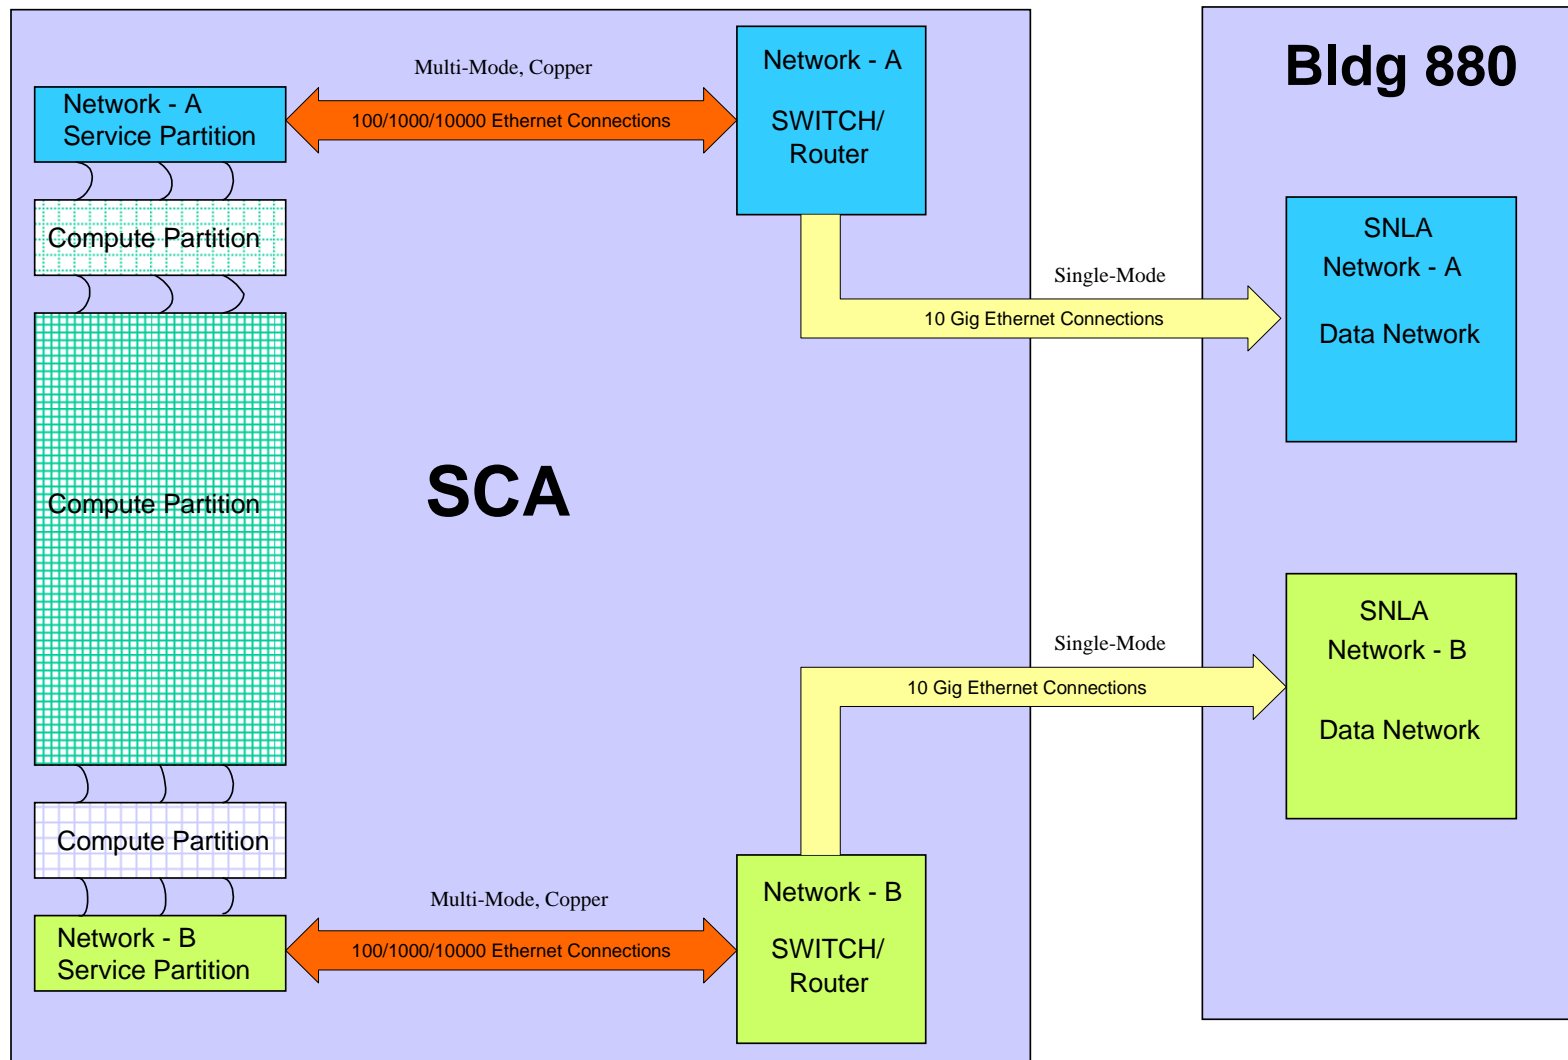 Network - A
Service Partition
Compute Partition
Compute Partition
Compute Partition
Network - B
Service Partition
Multi-Mode, Copper
100/1000/10000 Ethernet Connections
Network - A
SWITCH/
Router
SCA
Multi-Mode, Copper
100/1000/10000 Ethernet Connections
Network - B
SWITCH/
Router
Single-Mode
10 Gig Ethernet Connections
Single-Mode
10 Gig Ethernet Connections
Bldg 880
SNLA
Network - A
Data Network
SNLA
Network - B
Data Network